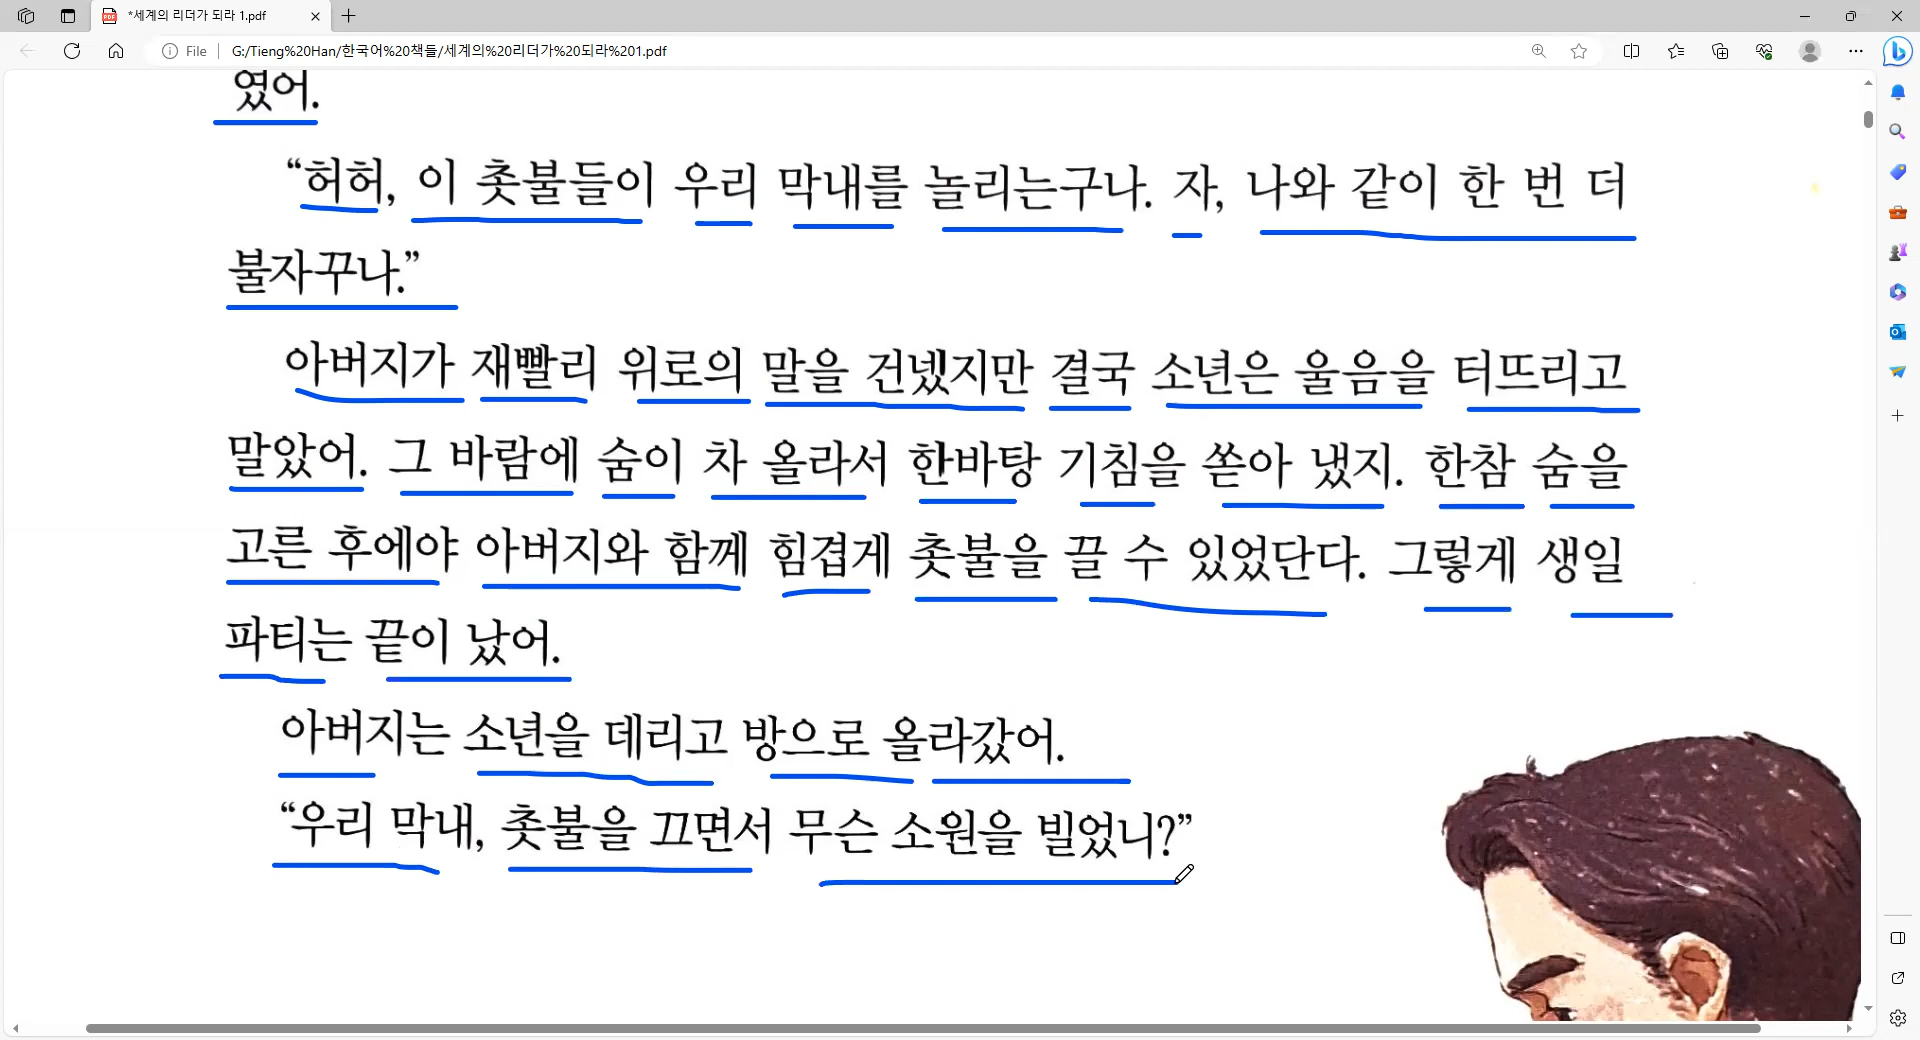 *세계의 리더가 되라 1.pdf
File G:/Tieng%20Han/한국어%20책들/세계의%20리더가%20되라%201.pdf
였어.
“허허, 이 촛불들이 우리 막내를 놀리는구나. 자, 나와 같이 한 번 더
불자꾸나.”
아버지가 재빨리 위로의 말을 건넸지만 결국 소년은 울음을 터뜨리고
말았어. 그 바람에 숨이 차 올라서 한바탕 기침을 쏟아 냈지. 한참 숨을
고른 후에야 아버지와 함께 힘겹게 촛불을 끌 수 있었단다. 그렇게 생일
파티는 끝이 났어.
아버지는 소년을 데리고 방으로 올라갔어.
“우리 막내, 촛불을 끄면서 무슨 소원을 빌었니?”